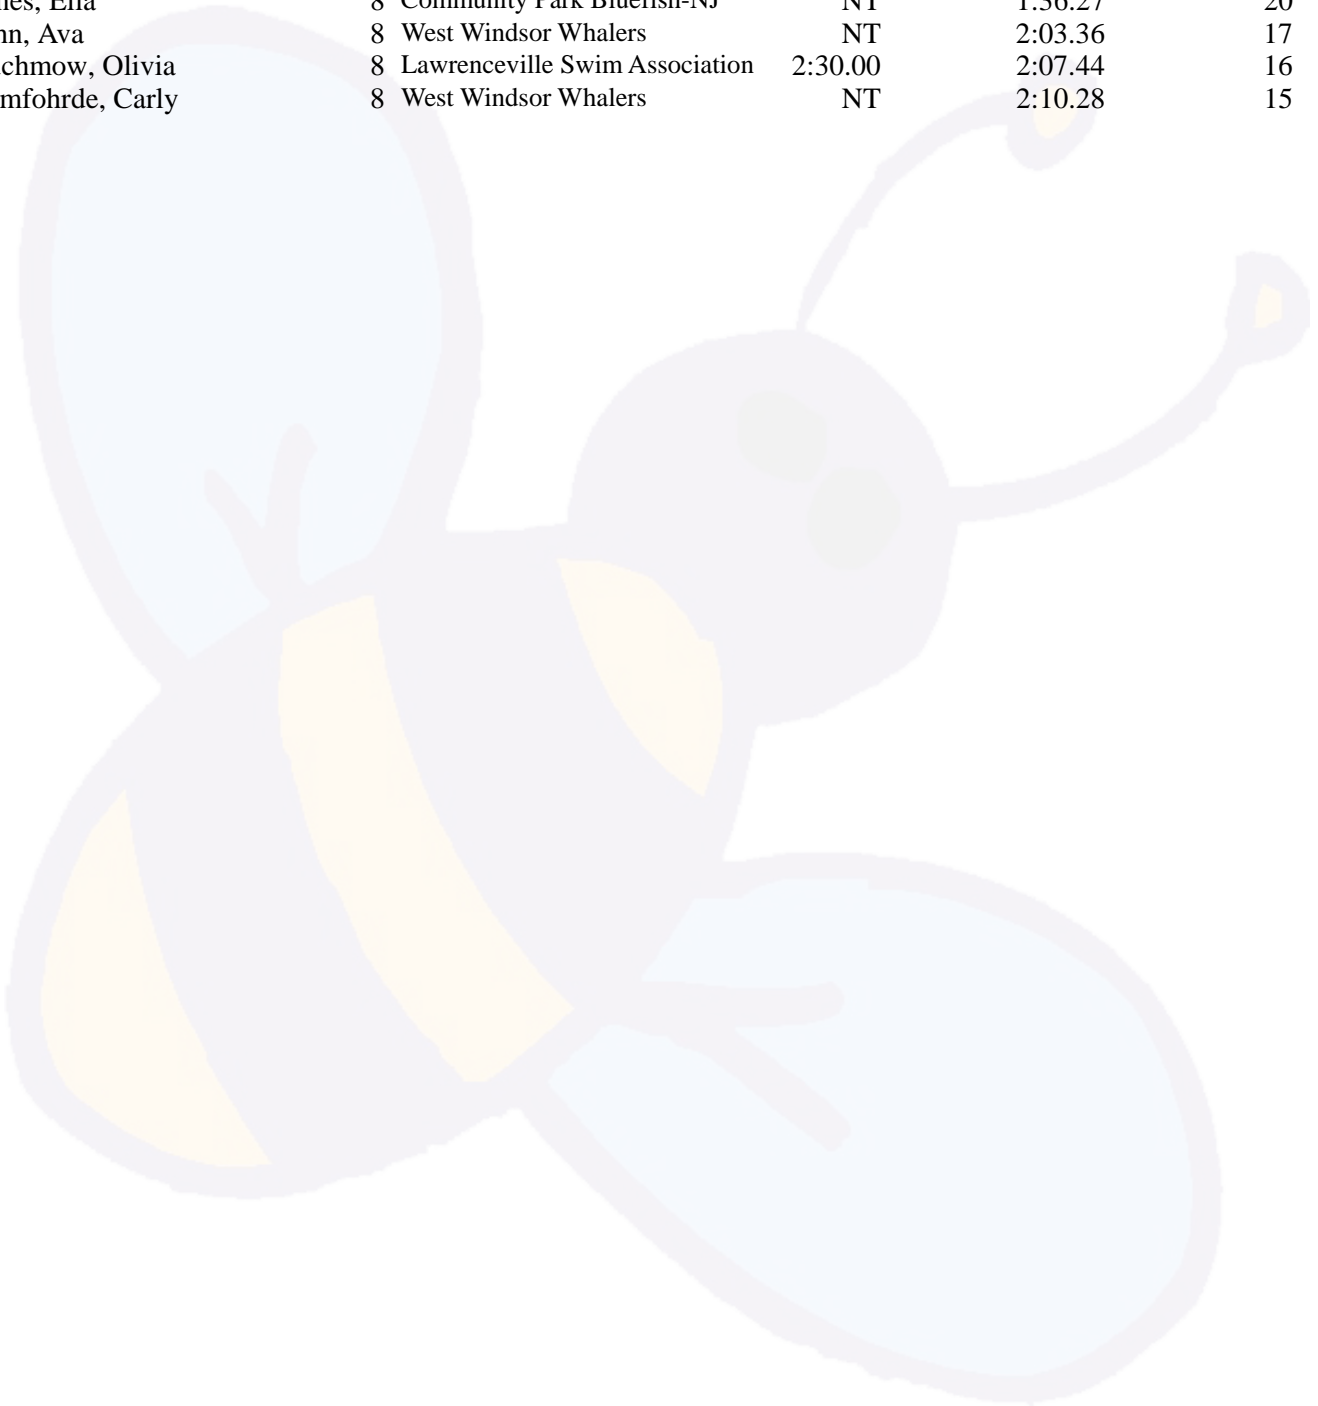 nes, Ella 8 Community Park Bluefish-NJ NT 1:36.27 20
nn, Ava 8 West Windsor Whalers NT 2:03.36 17
chmow, Olivia 8 Lawrenceville Swim Association 2:30.00 2:07.44 16
mfohrde, Carly 8 West Windsor Whalers NT 2:10.28 15